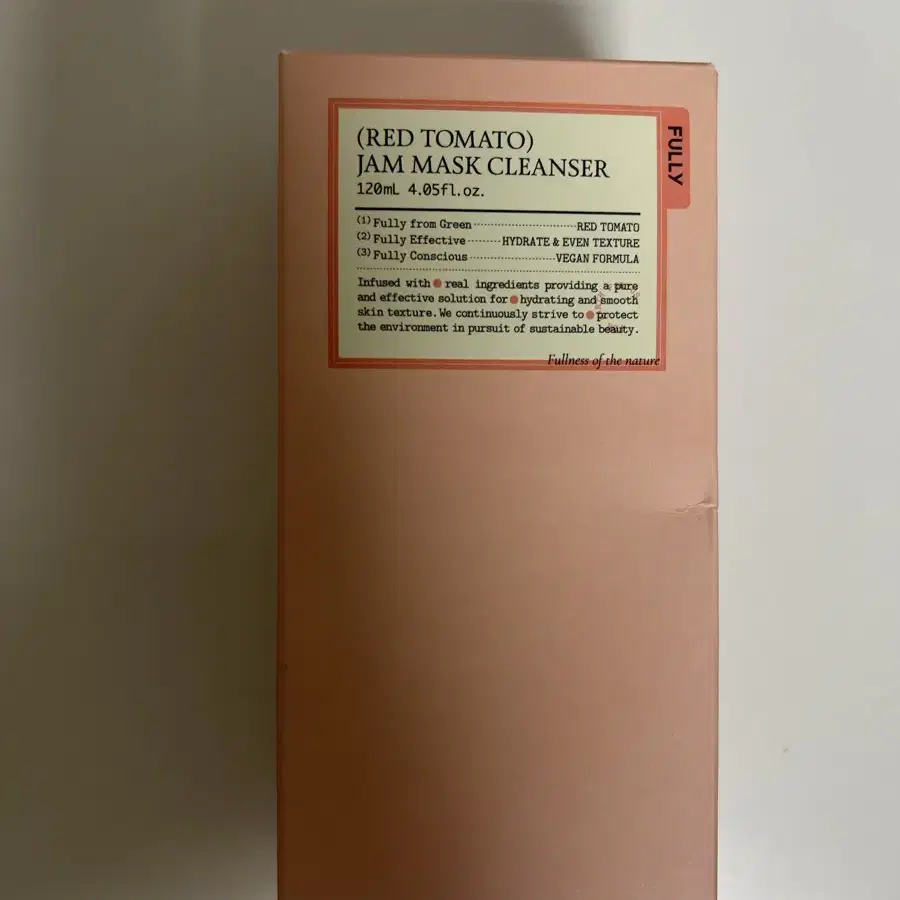 (RED TOMATO)
JAM MASK CLEANSER
120mL 4.05fl.oz.
(1) Fully from Green RED TOMATO
(2) Fully Effective HYDRATE & EVEN TEXTURE
(3) Fully Conscious VEGAN FORMULA
Infused with real ingredients providing a pure
and effective solution for hydrating and smooth
skin texture. We continuously strive to protect
the environment in pursuit of sustainable beauty.
Fullness of the nature
FULLY